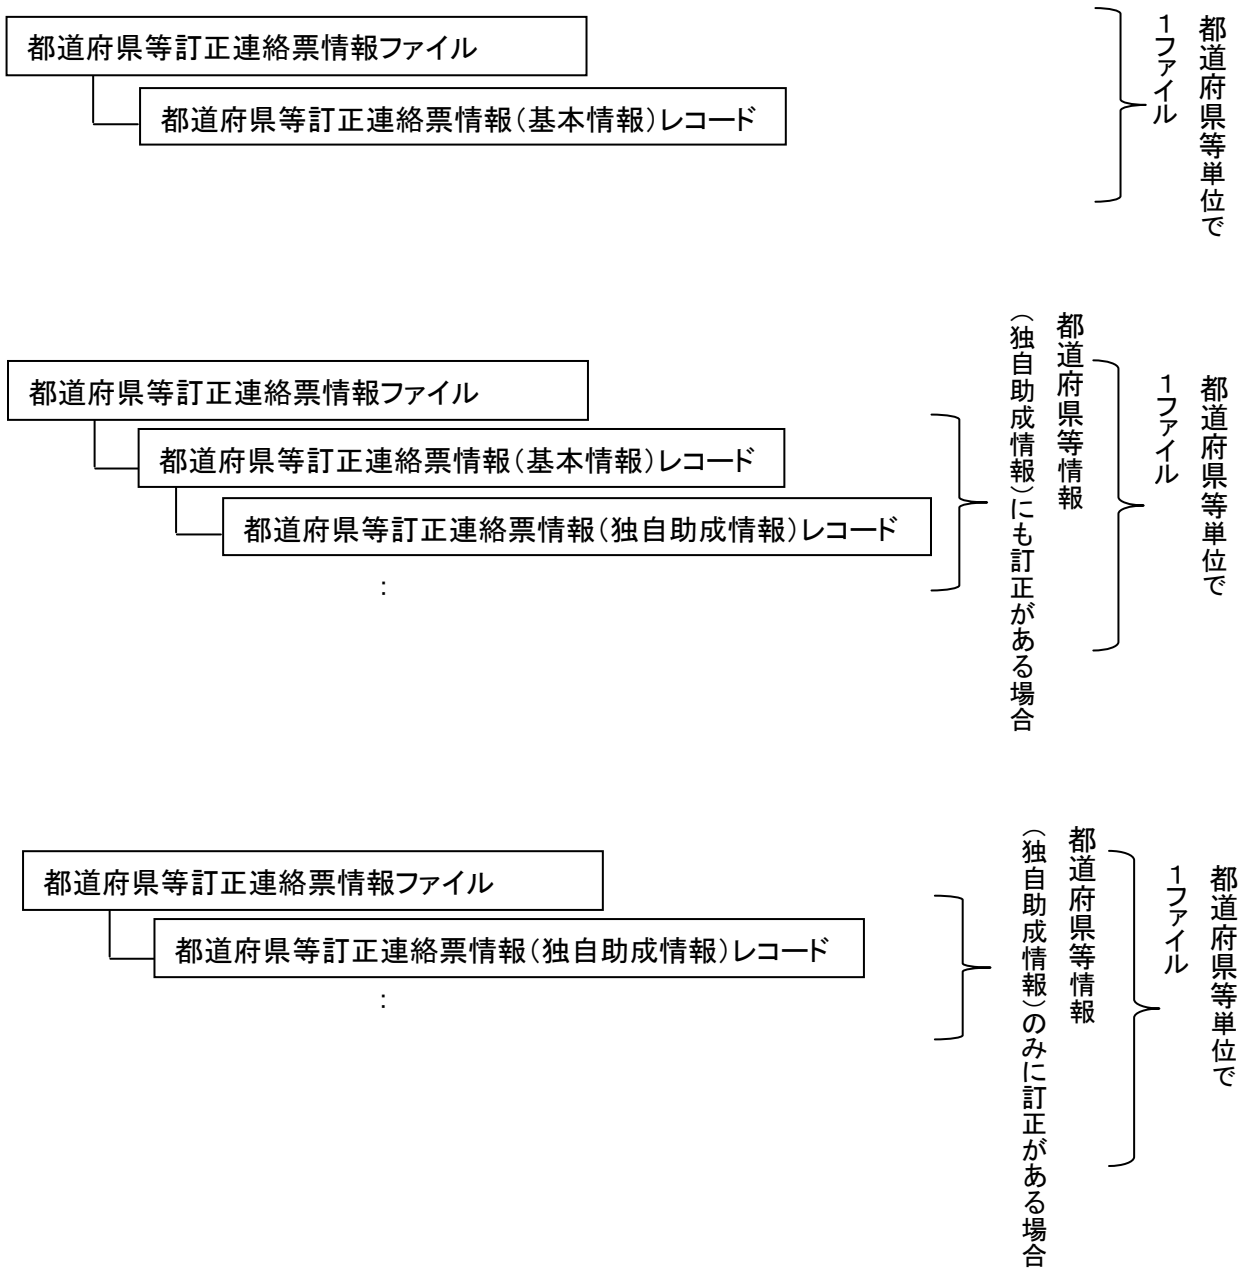 都道府県等訂正連絡票情報ファイル
都道府県等訂正連絡票情報（基本情報）レコード
都道府県等単位で
１ファイル
都道府県等訂正連絡票情報ファイル
都道府県等訂正連絡票情報（基本情報）レコード
都道府県等訂正連絡票情報（独自助成情報）レコード
：
都道府県等情報
（独自助成情報）にも訂正がある場合
都道府県等単位で
１ファイル
都道府県等訂正連絡票情報ファイル
都道府県等訂正連絡票情報（独自助成情報）レコード
：
都道府県等情報
（独自助成情報）のみに訂正がある場合
都道府県等単位で
１ファイル